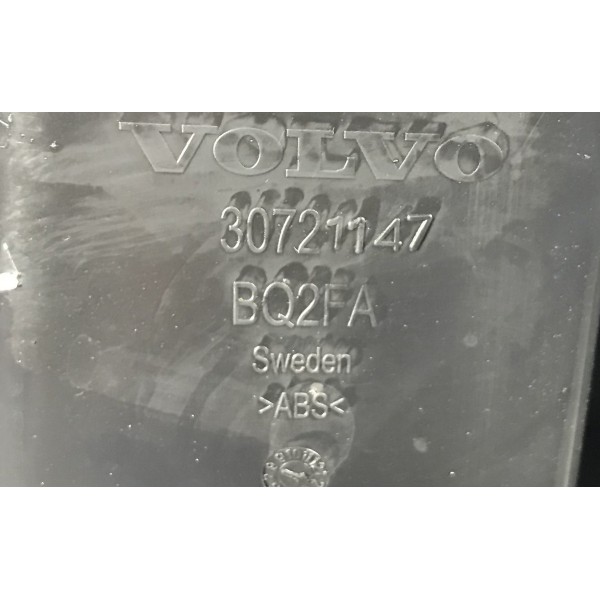 VOLVO
30721147
BQ2FA
Sweden
>ABS<